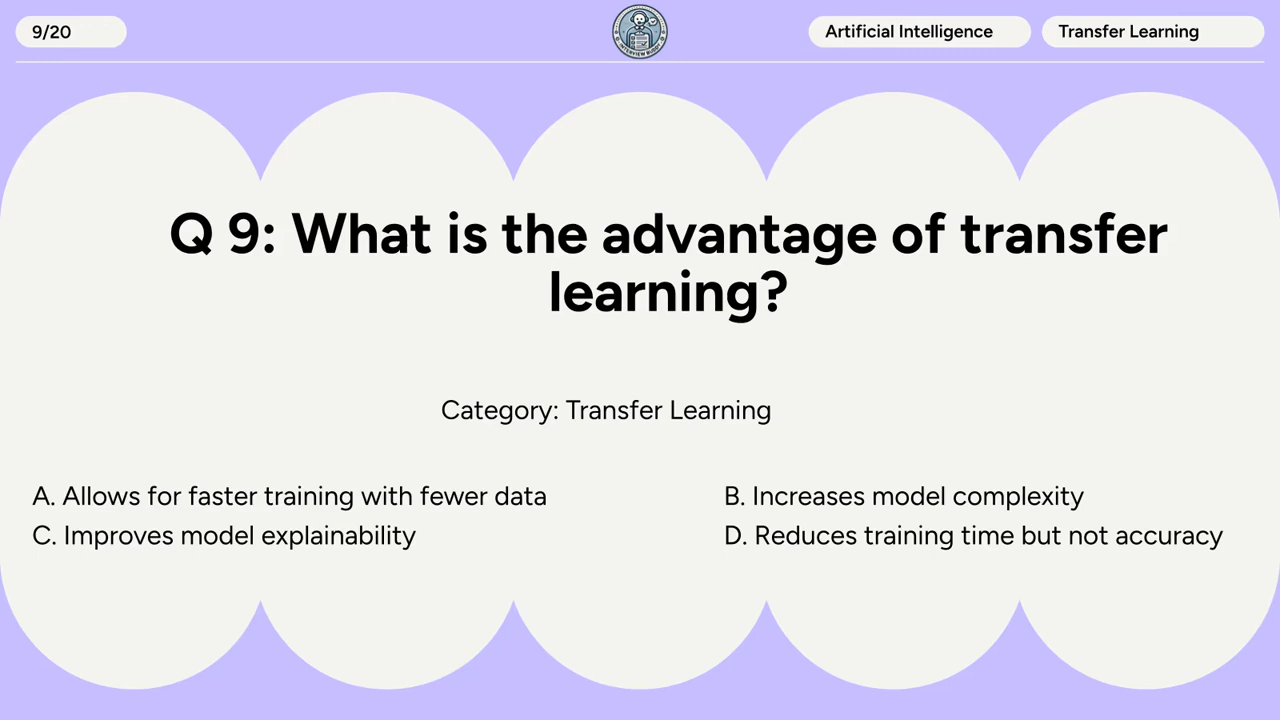 9/20
Artificial Intelligence
Transfer Learning
Q 9: What is the advantage of transfer
learning?
Category: Transfer Learning
A. Allows for faster training with fewer data
B. Increases model complexity
C. Improves model explainability
D. Reduces training time but not accuracy